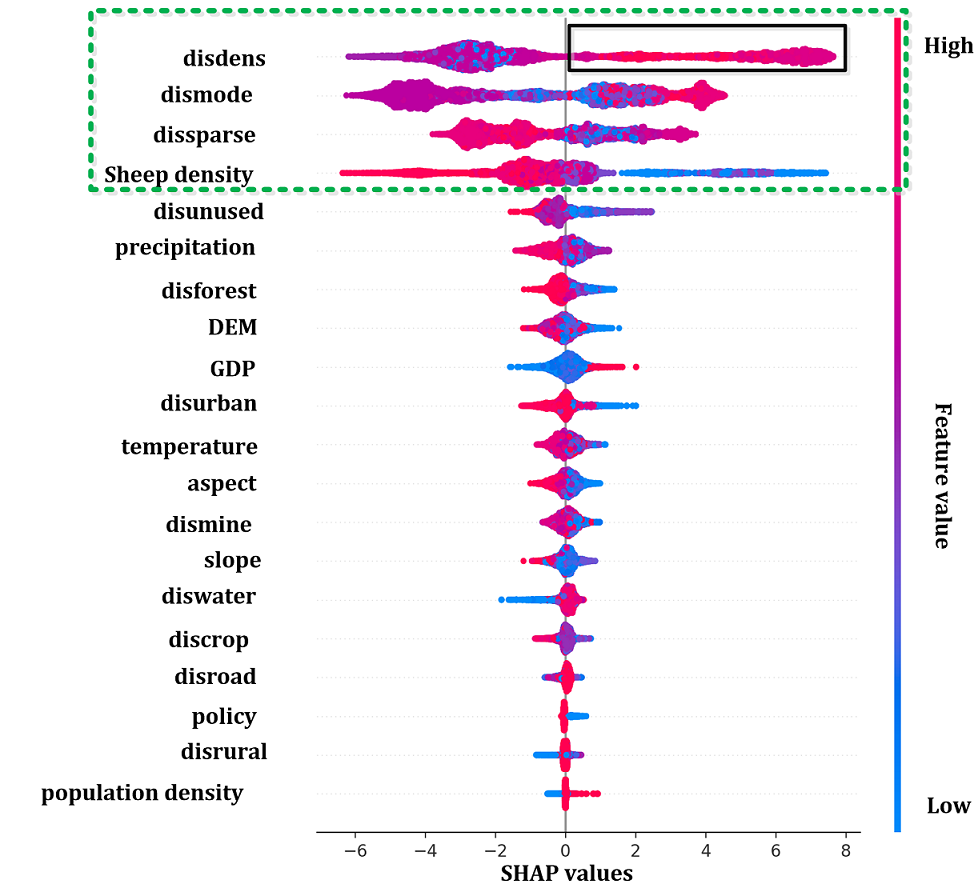 disdens
dismode
dissparse
Sheep density
disunused
precipitation
disforest
DEM
GDP
disurban
temperature
aspect
dismine
slope
diswater
discrop
disroad
policy
disrural
population density
−6 −4 −2 0 2 4 6 8
SHAP values
High
Feature value
Low